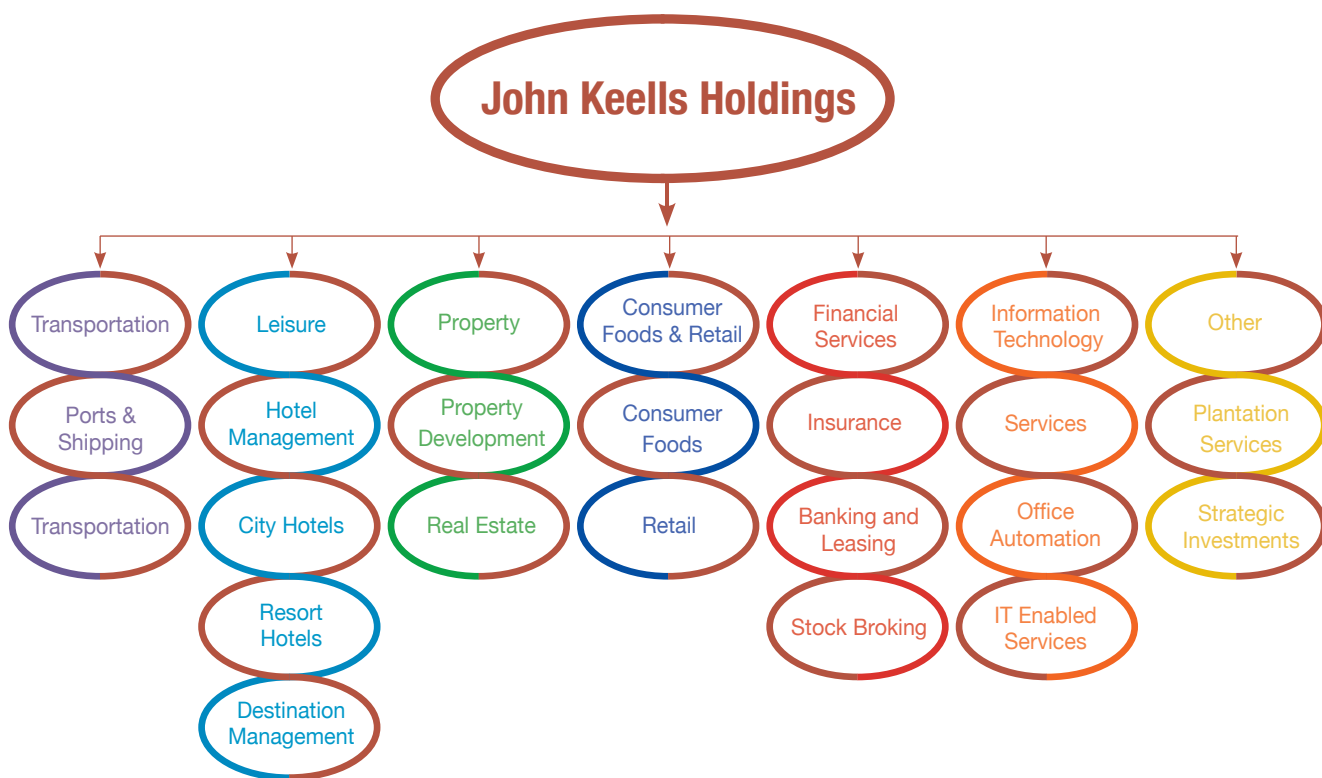 John Keells Holdings
Transportation
Ports &
Shipping
Transportation
Leisure
Hotel
Management
City Hotels
Resort
Hotels
Destination
Management
Property
Property
Development
Real Estate
Consumer
Foods & Retail
Consumer
Foods
Retail
Financial
Services
Insurance
Banking and
Leasing
Stock Broking
Information
Technology
Services
Office
Automation
IT Enabled
Services
Other
Plantation
Services
Strategic
Investments